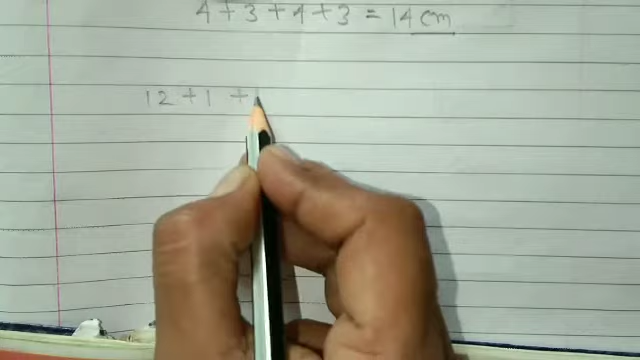 4 + 3 + 4 + 3 = 14 cm
12 + 1 +